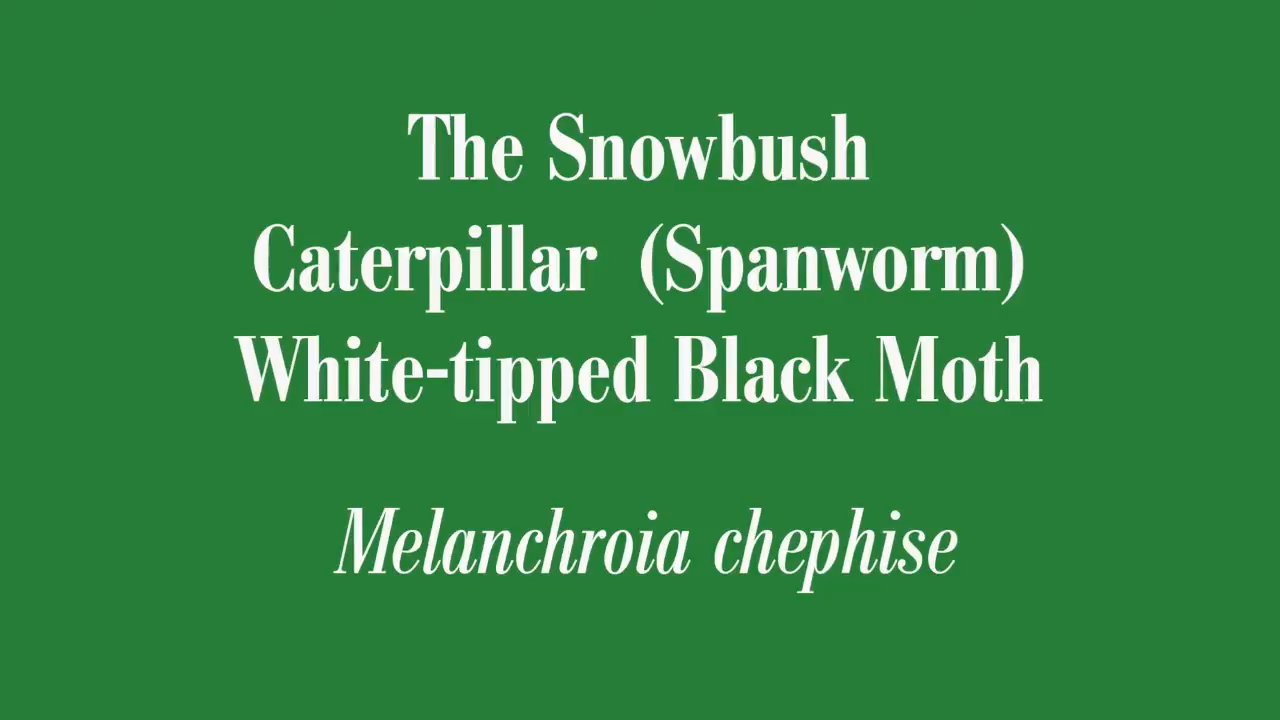 The Snowbush
Caterpillar (Spanworm)
White-tipped Black Moth
Melanchroia chephise